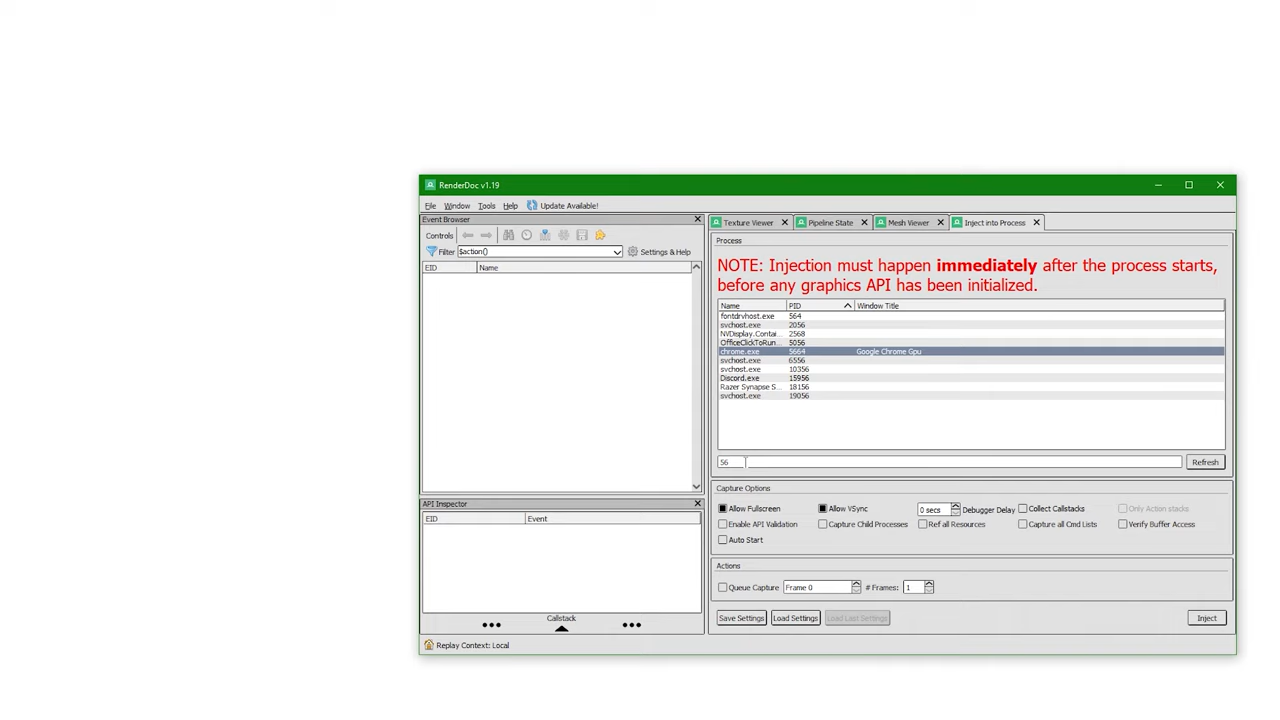 RenderDoc v1.19
File Window Tools Help Update Available!
Event Browser
Controls
Filter $action() Settings & Help
EID Name
API Inspector
EID Event
Callstack
Replay Context: Local
Texture Viewer Pipeline State Mesh Viewer Inject into Process
Process
NOTE: Injection must happen immediately after the process starts,
before any graphics API has been initialized.
Name PID Window Title
fontdrvhost.exe 564
svchost.exe 2056
NVDisplay.Contai... 2568
OfficeClickToRun... 5056
chrome.exe 5664 Google Chrome Gpu
svchost.exe 6556
svchost.exe 10356
Discord.exe 15956
Razer Synapse S... 18156
svchost.exe 19056
56 Refresh
Capture Options
Allow Fullscreen Allow VSync 0 secs Debugger Delay Collect Callstacks Only Action stacks
Enable API Validation Capture Child Processes Ref all Resources Capture all Cmd Lists Verify Buffer Access
Auto Start
Actions
Queue Capture Frame 0 # Frames: 1
Save Settings Load Settings Load Last Settings Inject